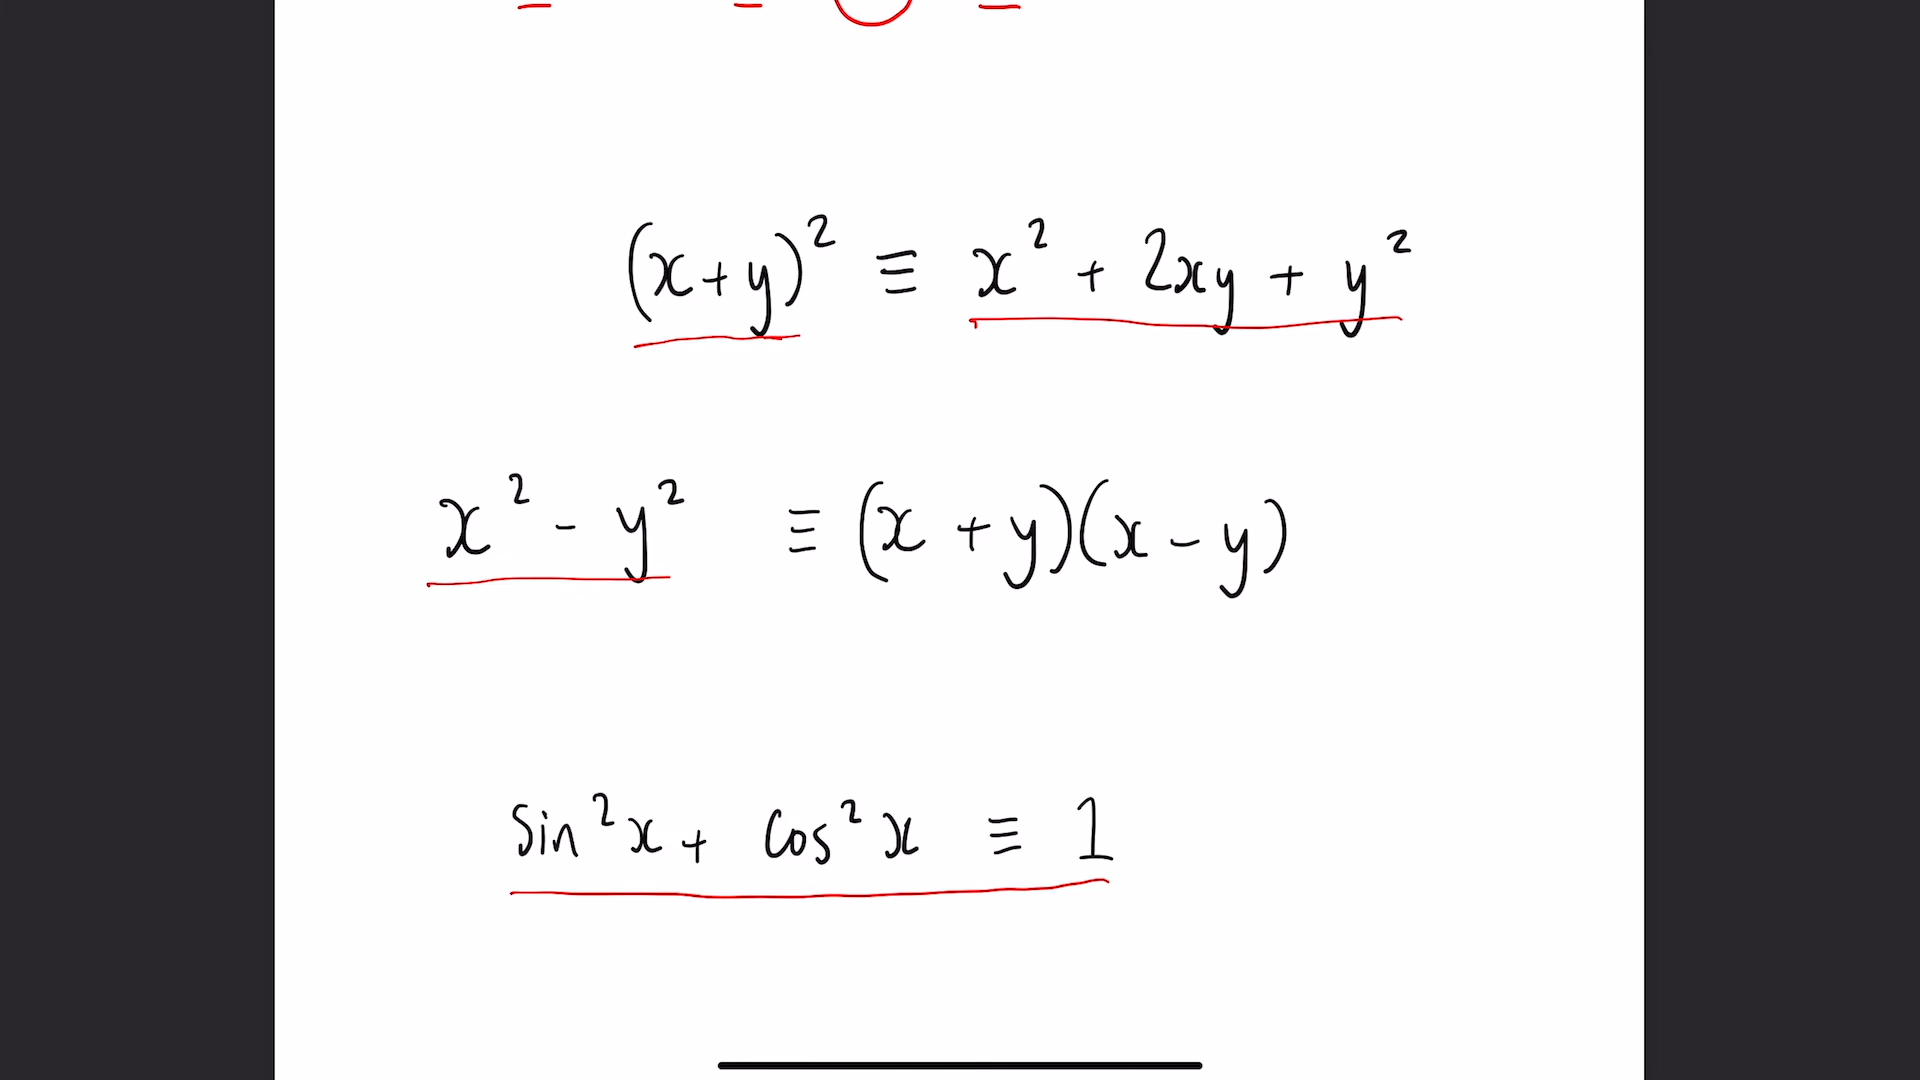 (x+y)² ≡ x² + 2xy + y²
x² - y² ≡ (x + y)(x - y)
Sin²x + Cos²x ≡ 1